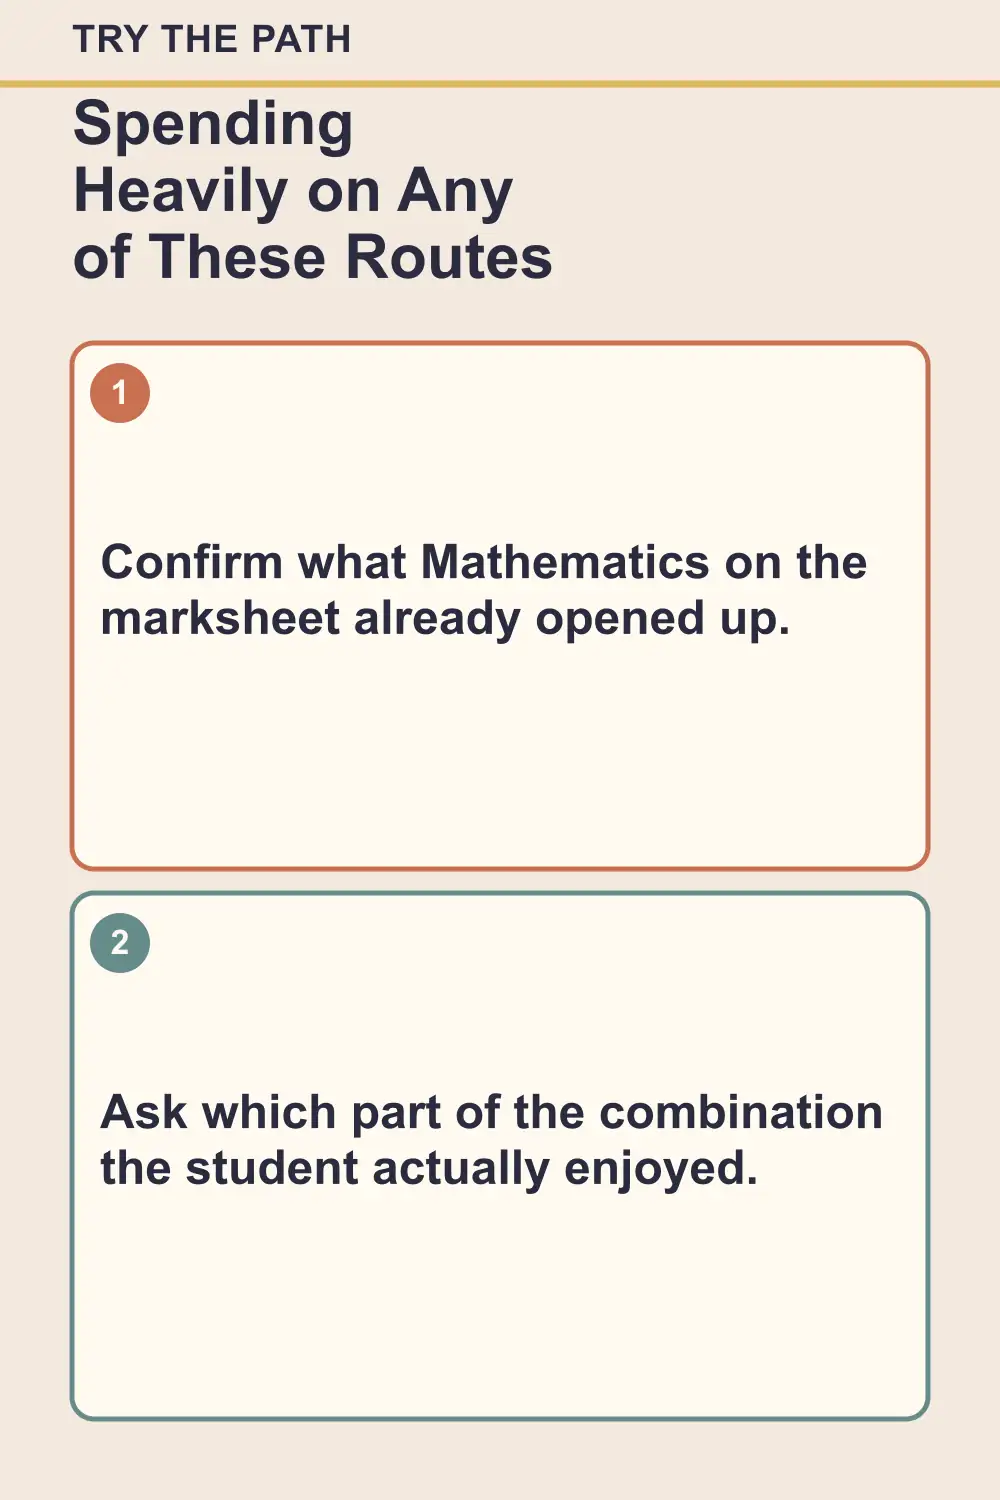 TRY THE PATH
Spending
Heavily on Any
of These Routes
1
Confirm what Mathematics on the
marksheet already opened up.
2
Ask which part of the combination
the student actually enjoyed.